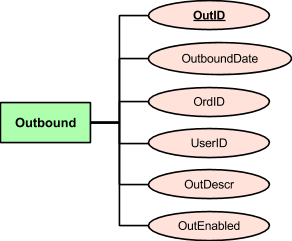 OutID
OutboundDate
OrdID
Outbound
UserID
OutDescr
OutEnabled